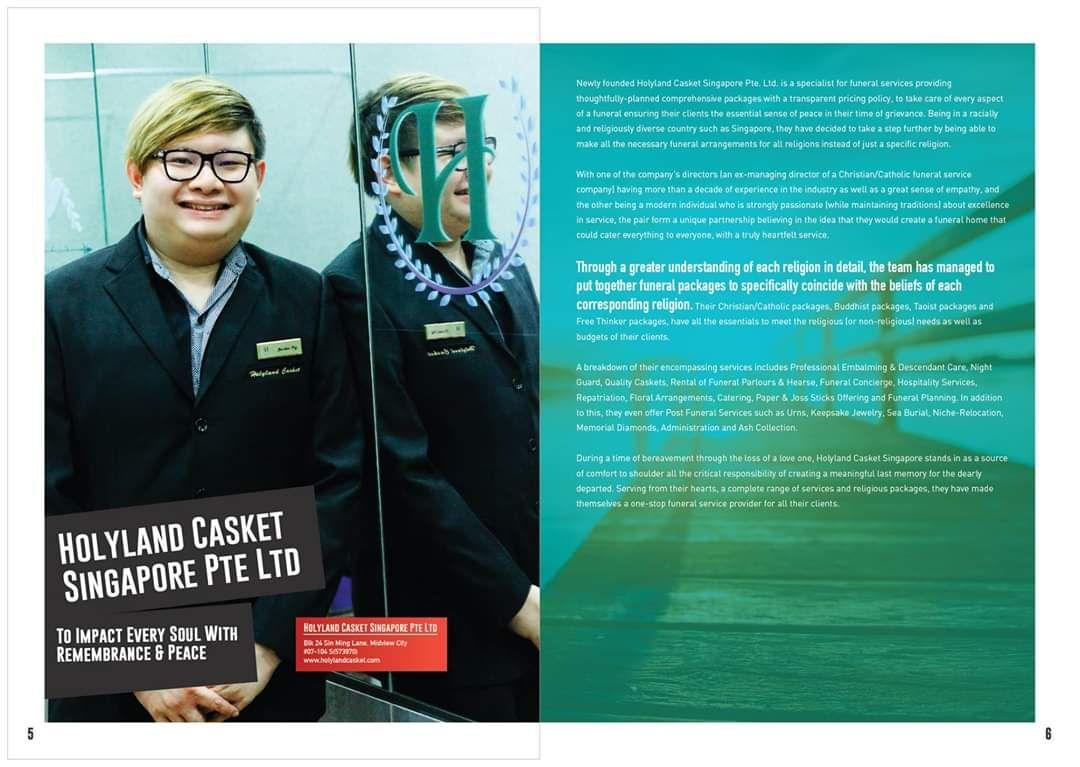 H
Holyland Casket
HOLYLAND CASKET
SINGAPORE PTE LTD
TO IMPACT EVERY SOUL WITH
REMEMBRANCE & PEACE
HOLYLAND CASKET SINGAPORE PTE LTD
Blk 24 Sin Ming Lane, Midview City
#07-104 S(573970)
www.holylandcasket.com
5
Newly founded Holyland Casket Singapore Pte. Ltd. is a specialist for funeral services providing
thoughtfully-planned comprehensive packages with a transparent pricing policy, to take care of every aspect
of a funeral ensuring their clients the essential sense of peace in their time of grievance. Being in a racially
and religiously diverse country such as Singapore, they have decided to take a step further by being able to
make all the necessary funeral arrangements for all religions instead of just a specific religion.
With one of the company's directors (an ex-managing director of a Christian/Catholic funeral service
company) having more than a decade of experience in the industry as well as a great sense of empathy, and
the other being a modern individual who is strongly passionate (while maintaining traditions) about excellence
in service, the pair form a unique partnership believing in the idea that they would create a funeral home that
could cater everything to everyone, with a truly heartfelt service.
Through a greater understanding of each religion in detail, the team has managed to
put together funeral packages to specifically coincide with the beliefs of each
corresponding religion. Their Christian/Catholic packages, Buddhist packages, Taoist packages and
Free Thinker packages, have all the essentials to meet the religious (or non-religious) needs as well as
budgets of their clients.
A breakdown of their encompassing services includes Professional Embalming & Descendant Care, Night
Guard, Quality Caskets, Rental of Funeral Parlours & Hearse, Funeral Concierge, Hospitality Services,
Repatriation, Floral Arrangements, Catering, Paper & Joss Sticks Offering and Funeral Planning. In addition
to this, they even offer Post Funeral Services such as Urns, Keepsake Jewelry, Sea Burial, Niche-Relocation,
Memorial Diamonds, Administration and Ash Collection.
During a time of bereavement through the loss of a love one, Holyland Casket Singapore stands in as a source
of comfort to shoulder all the critical responsibility of creating a meaningful last memory for the dearly
departed. Serving from their hearts, a complete range of services and religious packages, they have made
themselves a one-stop funeral service provider for all their clients.
6